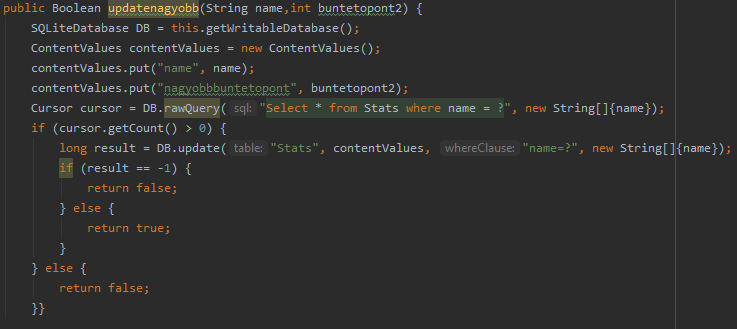 public Boolean updatenagyobb(String name,int buntetopont2) {
    SQLiteDatabase DB = this.getWritableDatabase();
    ContentValues contentValues = new ContentValues();
    contentValues.put("name", name);
    contentValues.put("nagyobbbuntetopont", buntetopont2);
    Cursor cursor = DB.rawQuery( sql: "Select * from Stats where name = ?", new String[]{name});
    if (cursor.getCount() > 0) {
        long result = DB.update( table: "Stats", contentValues, whereClause: "name=?", new String[]{name});
        if (result == -1) {
            return false;
        } else {
            return true;
        }
    } else {
        return false;
    }}